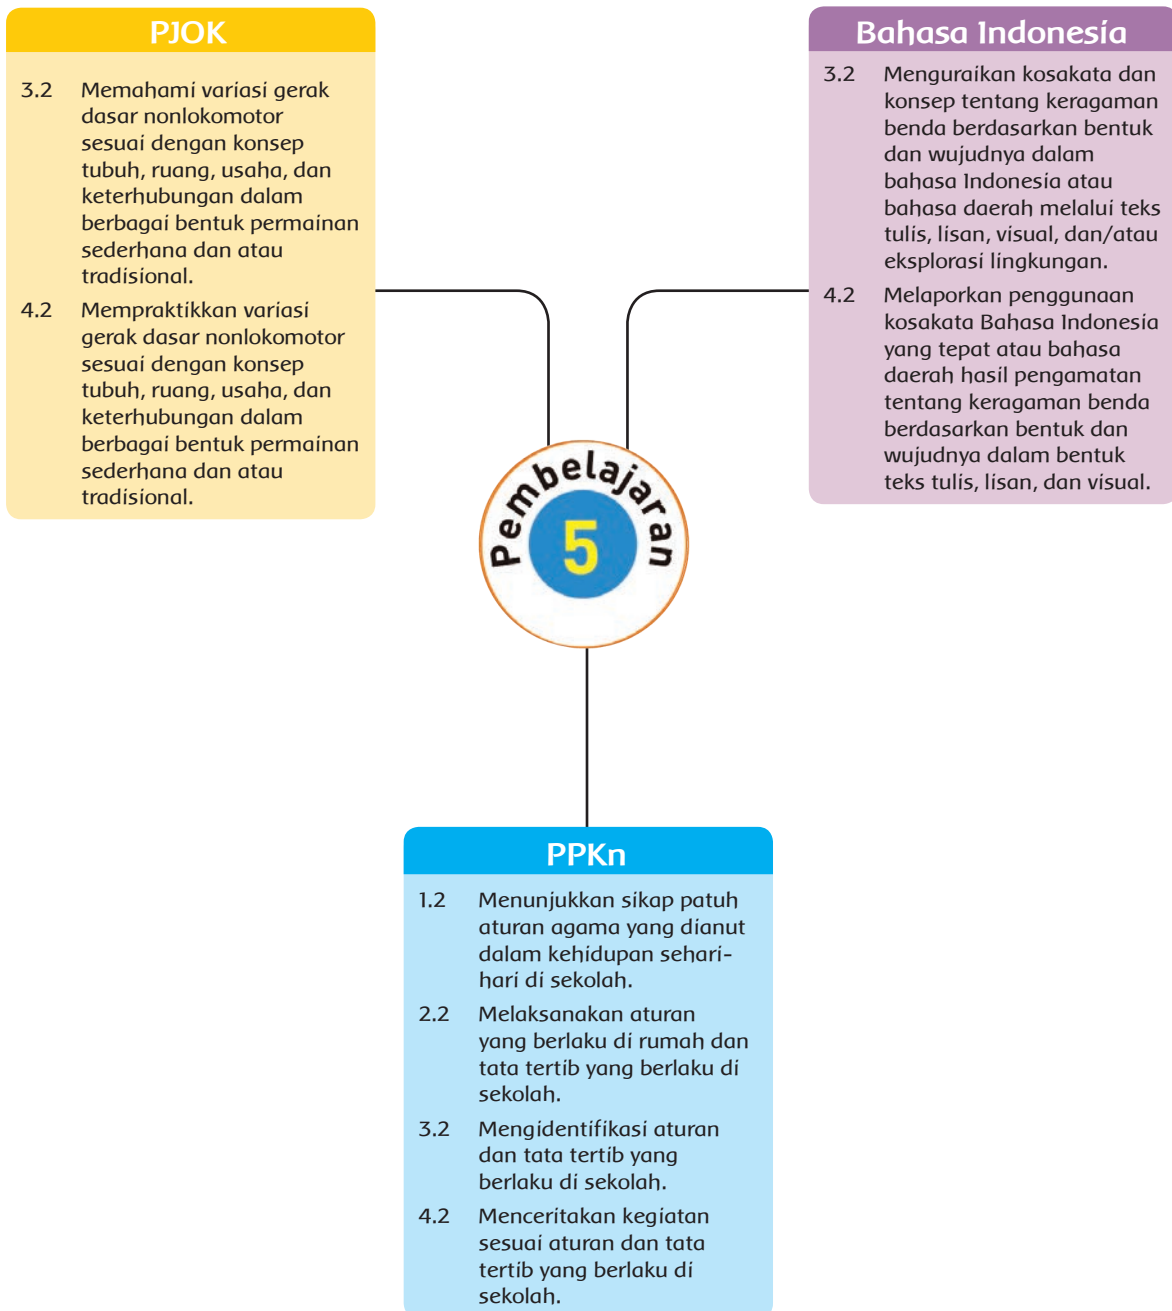 PJOK
3.2 Memahami variasi gerak
dasar nonlokomotor
sesuai dengan konsep
tubuh, ruang, usaha, dan
keterhubungan dalam
berbagai bentuk permainan
sederhana dan atau
tradisional.
4.2 Mempraktikkan variasi
gerak dasar nonlokomotor
sesuai dengan konsep
tubuh, ruang, usaha, dan
keterhubungan dalam
berbagai bentuk permainan
sederhana dan atau
tradisional.
Bahasa Indonesia
3.2 Menguraikan kosakata dan
konsep tentang keragaman
benda berdasarkan bentuk
dan wujudnya dalam
bahasa Indonesia atau
bahasa daerah melalui teks
tulis, lisan, visual, dan/atau
eksplorasi lingkungan.
4.2 Melaporkan penggunaan
kosakata Bahasa Indonesia
yang tepat atau bahasa
daerah hasil pengamatan
tentang keragaman benda
berdasarkan bentuk dan
wujudnya dalam bentuk
teks tulis, lisan, dan visual.
Pembelajaran
5
PPKn
1.2 Menunjukkan sikap patuh
aturan agama yang dianut
dalam kehidupan sehari-
hari di sekolah.
2.2 Melaksanakan aturan
yang berlaku di rumah dan
tata tertib yang berlaku di
sekolah.
3.2 Mengidentifikasi aturan
dan tata tertib yang
berlaku di sekolah.
4.2 Menceritakan kegiatan
sesuai aturan dan tata
tertib yang berlaku di
sekolah.